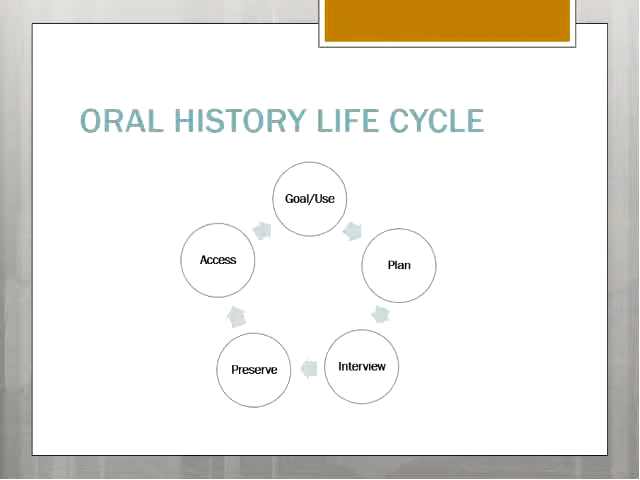 ORAL HISTORY LIFE CYCLE
Goal/Use
Plan
Interview
Preserve
Access